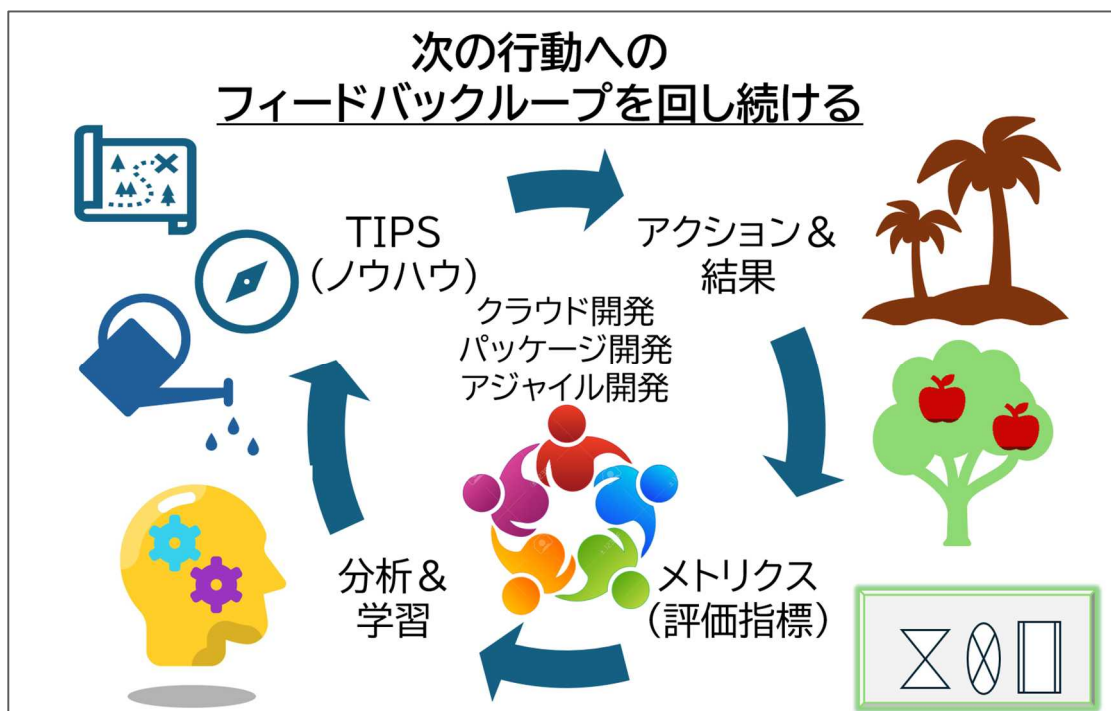 次の行動への
フィードバックループを回し続ける
TIPS
(ノウハウ)
アクション&
結果
クラウド開発
パッケージ開発
アジャイル開発
分析&
学習
メトリクス
(評価指標)